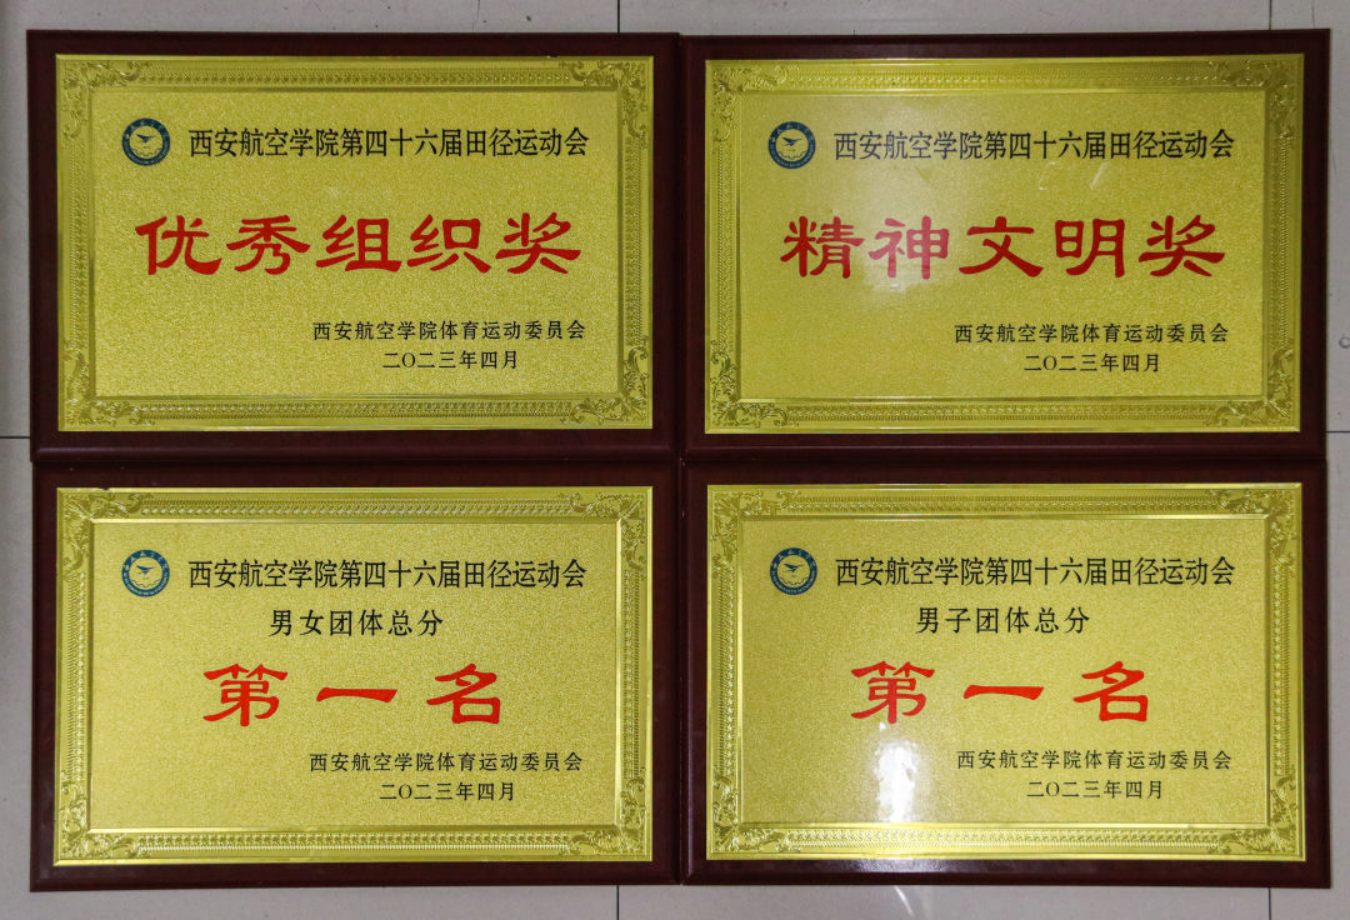 西安航空学院第四十六届田径运动会
优秀组织奖
西安航空学院体育运动委员会
二〇二三年四月
西安航空学院第四十六届田径运动会
精神文明奖
西安航空学院体育运动委员会
二〇二三年四月
西安航空学院第四十六届田径运动会
男女团体总分
第一名
西安航空学院体育运动委员会
二〇二三年四月
西安航空学院第四十六届田径运动会
男子团体总分
第一名
西安航空学院体育运动委员会
二〇二三年四月